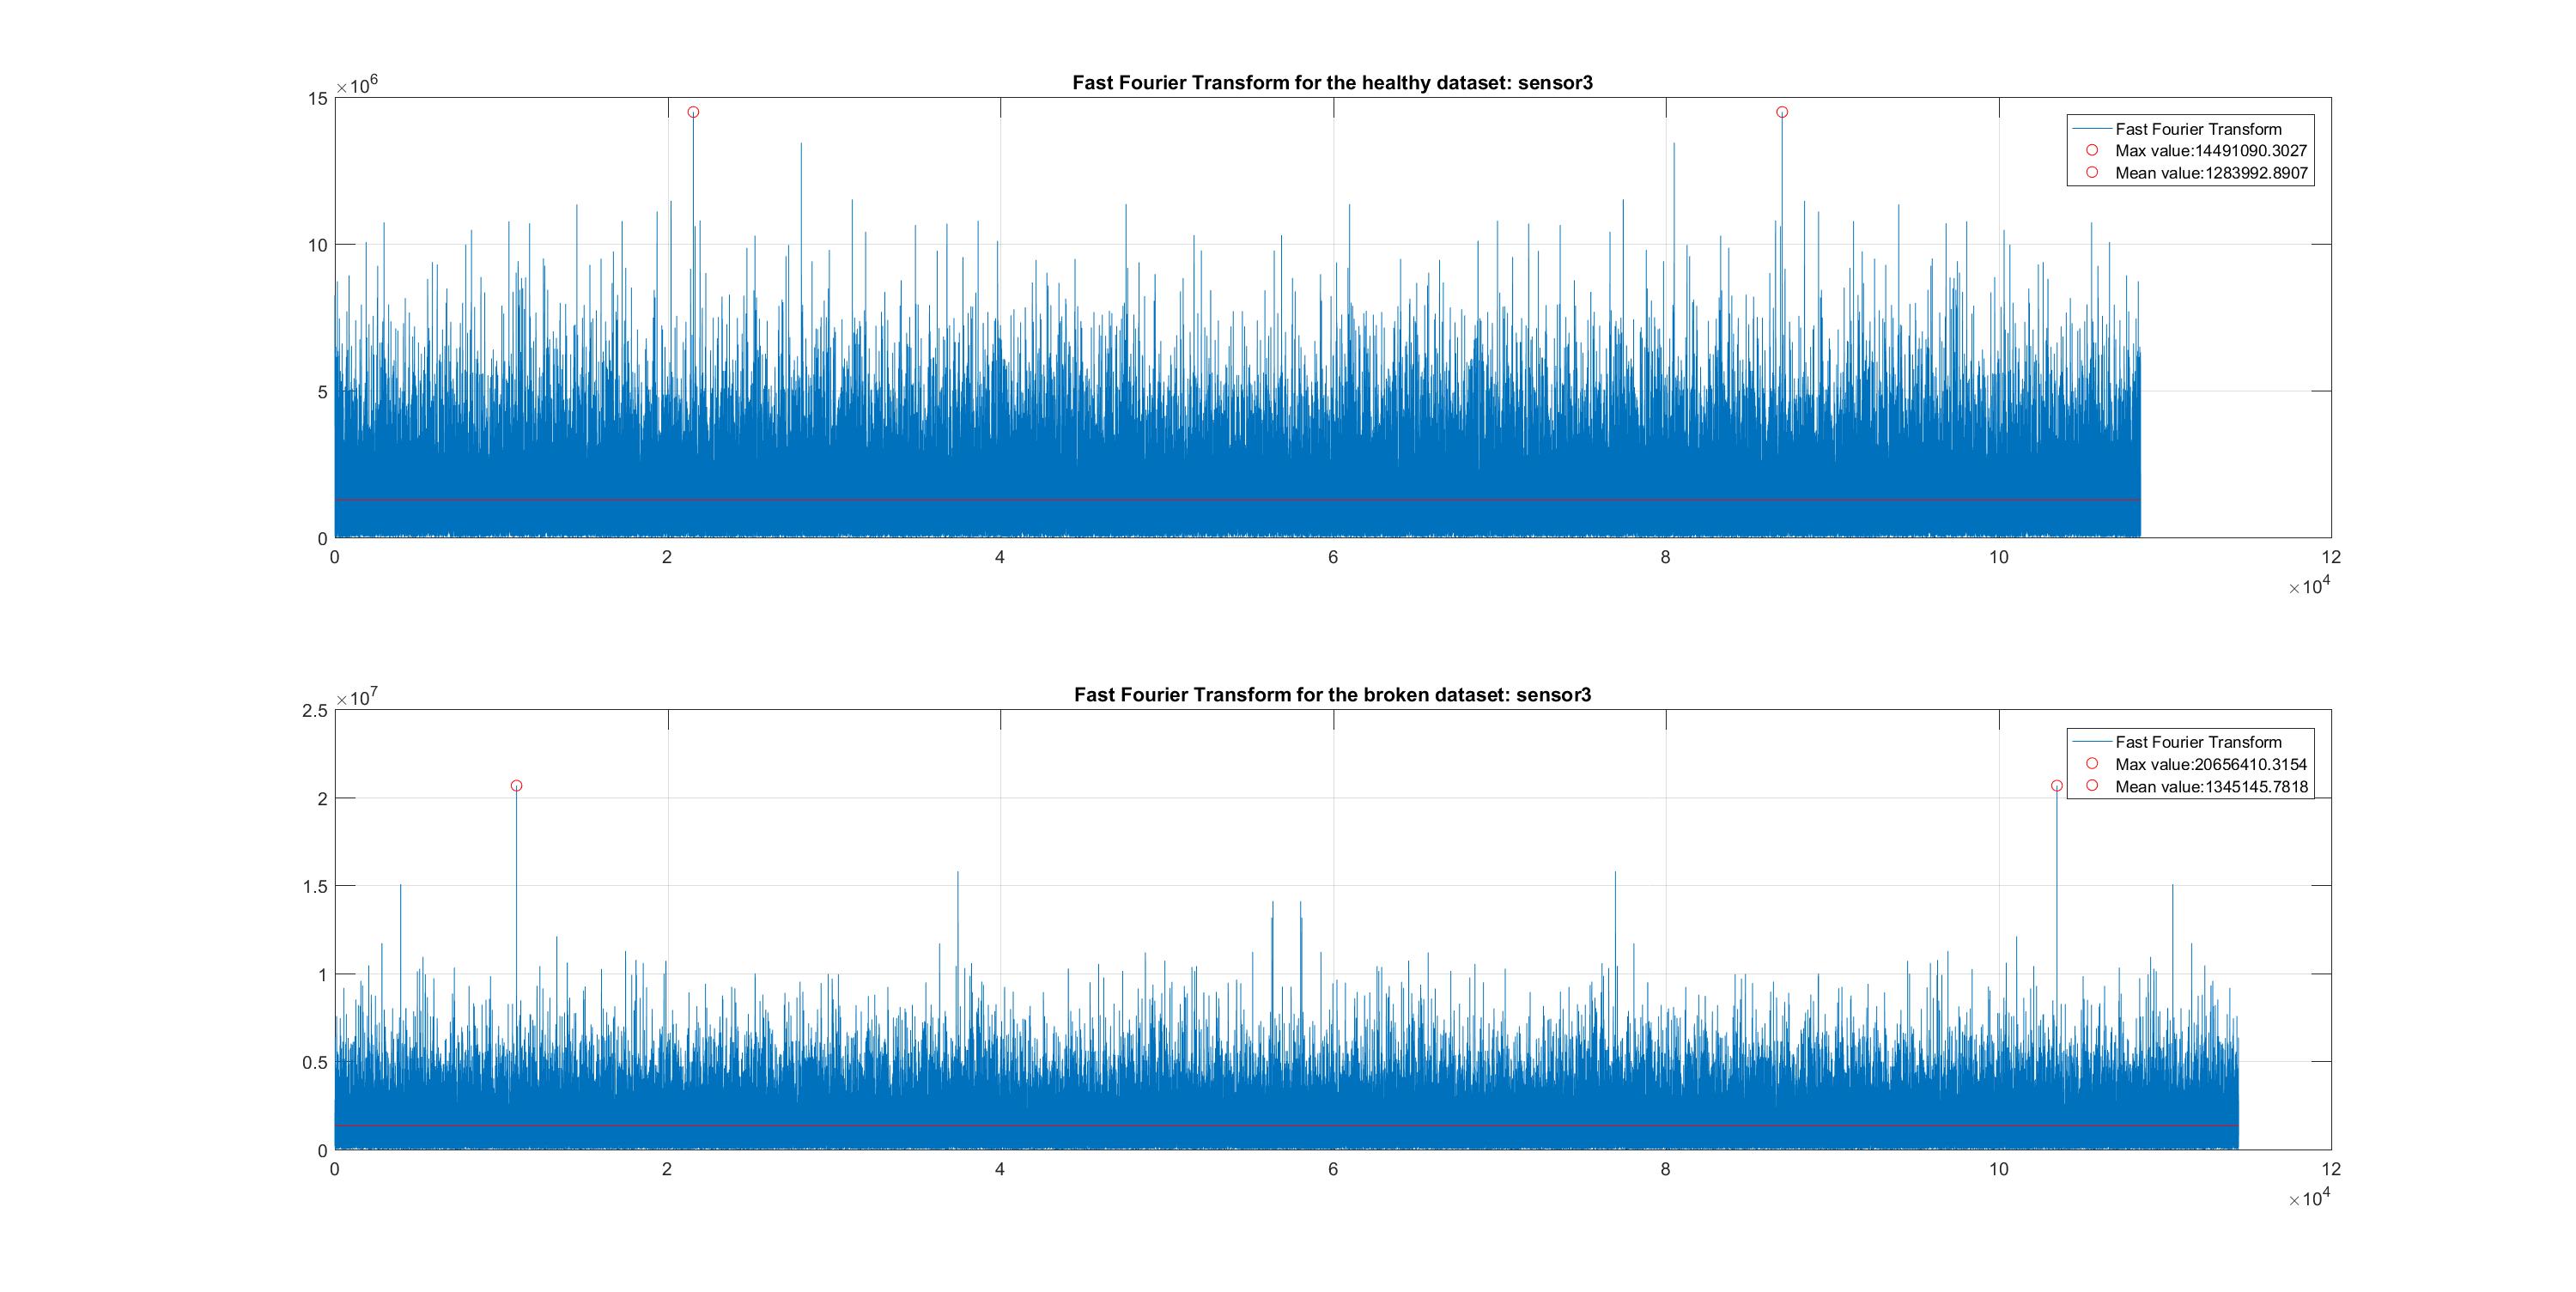 Fast Fourier Transform for the healthy dataset: sensor3
×10^6
15
10
5
0
0 2 4 6 8 10 12
×10^4
Fast Fourier Transform
Max value:14491090.3027
Mean value:1283992.8907
Fast Fourier Transform for the broken dataset: sensor3
×10^7
2.5
2
1.5
1
0.5
0
0 2 4 6 8 10 12
×10^4
Fast Fourier Transform
Max value:20656410.3154
Mean value:1345145.7818